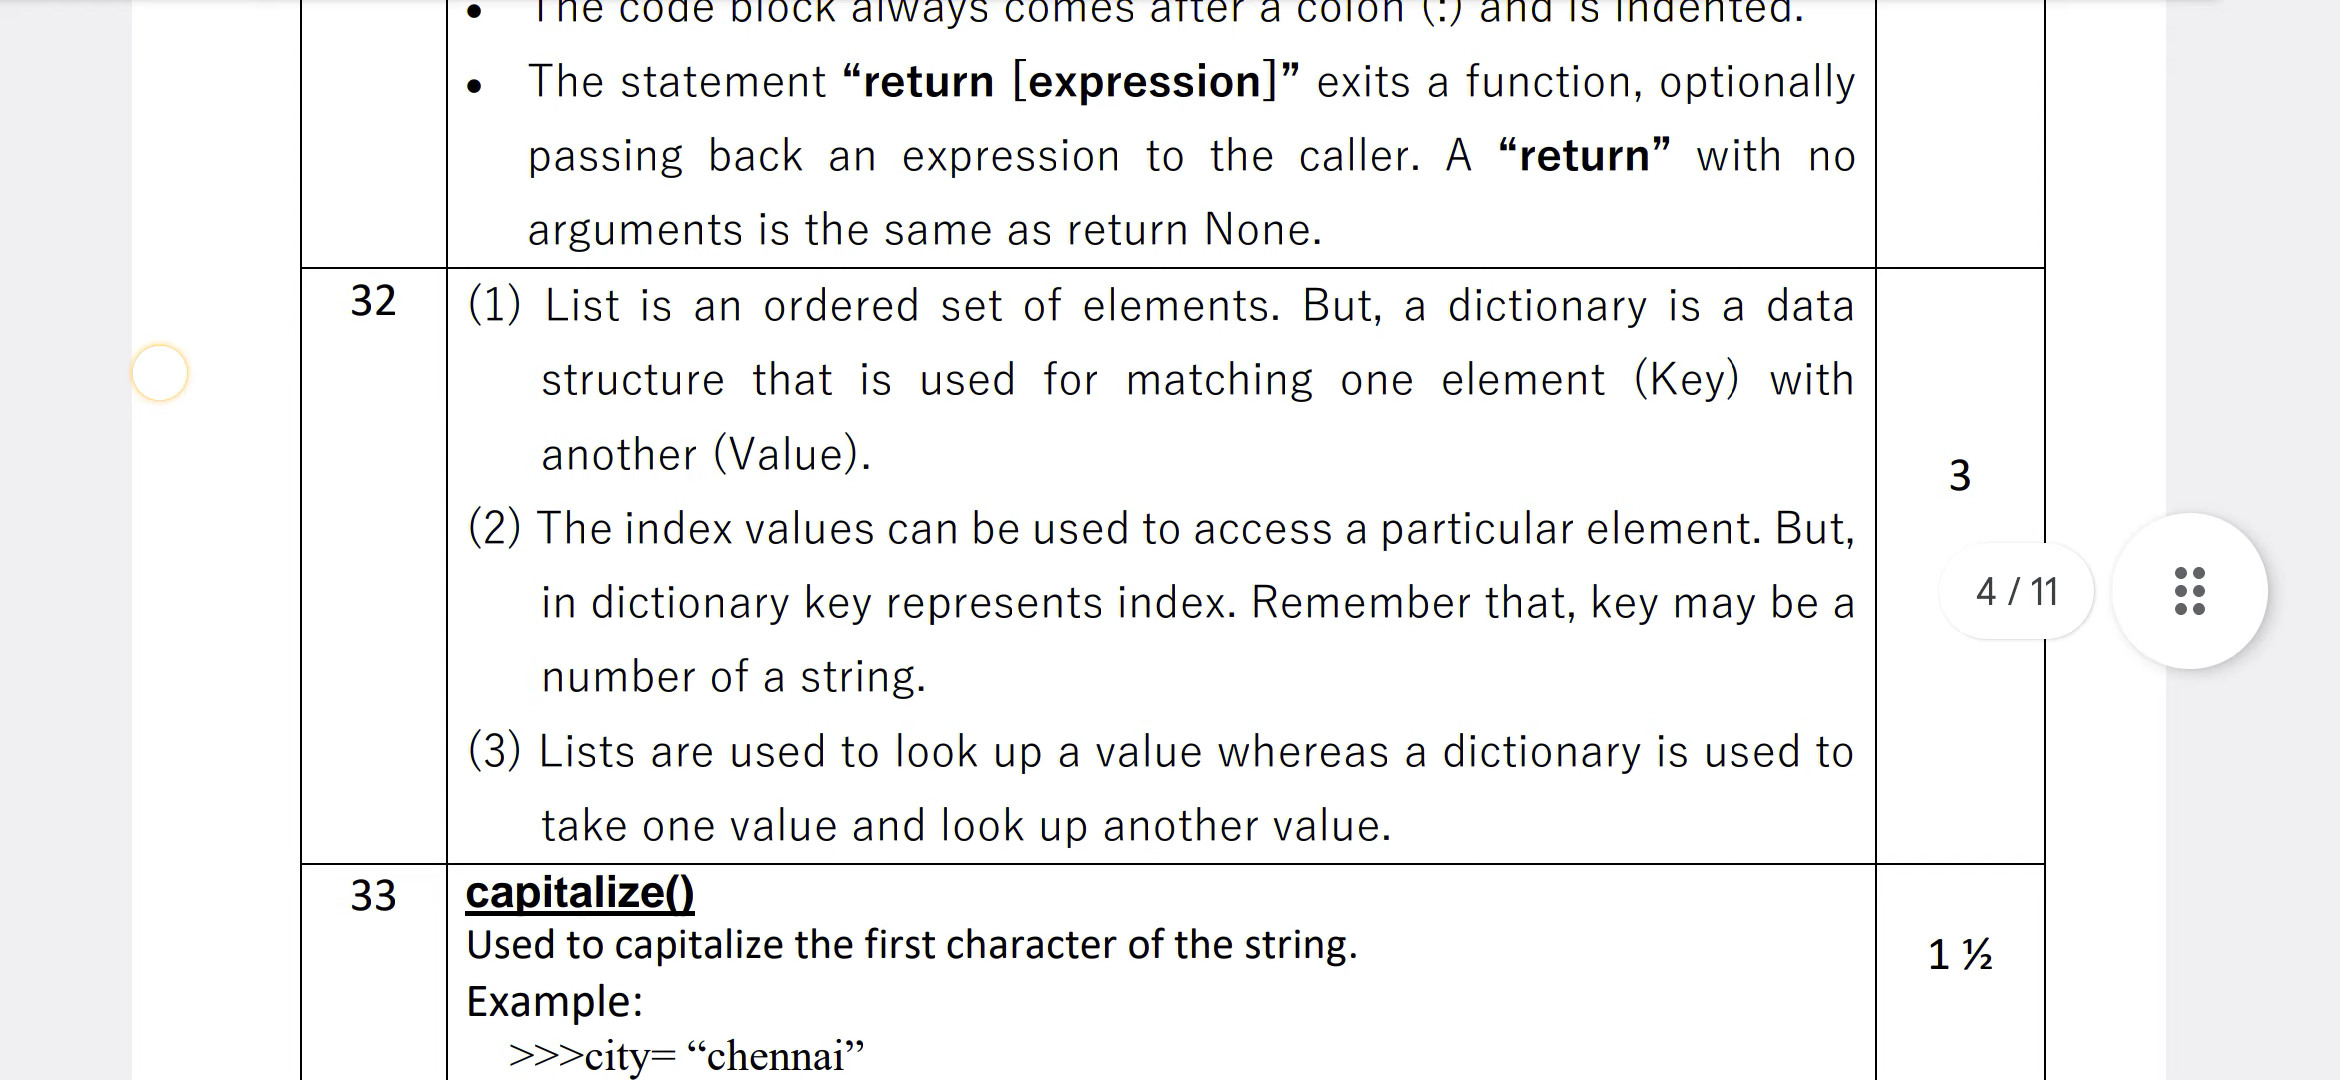 • The code block always comes after a colon (:) and is indented.
• The statement “return [expression]” exits a function, optionally
passing back an expression to the caller. A “return” with no
arguments is the same as return None.
32
(1) List is an ordered set of elements. But, a dictionary is a data
structure that is used for matching one element (Key) with
another (Value).
(2) The index values can be used to access a particular element. But,
in dictionary key represents index. Remember that, key may be a
number of a string.
(3) Lists are used to look up a value whereas a dictionary is used to
take one value and look up another value.
3
4 / 11
33
capitalize()
Used to capitalize the first character of the string.
Example:
>>>city= “chennai”
1 ½